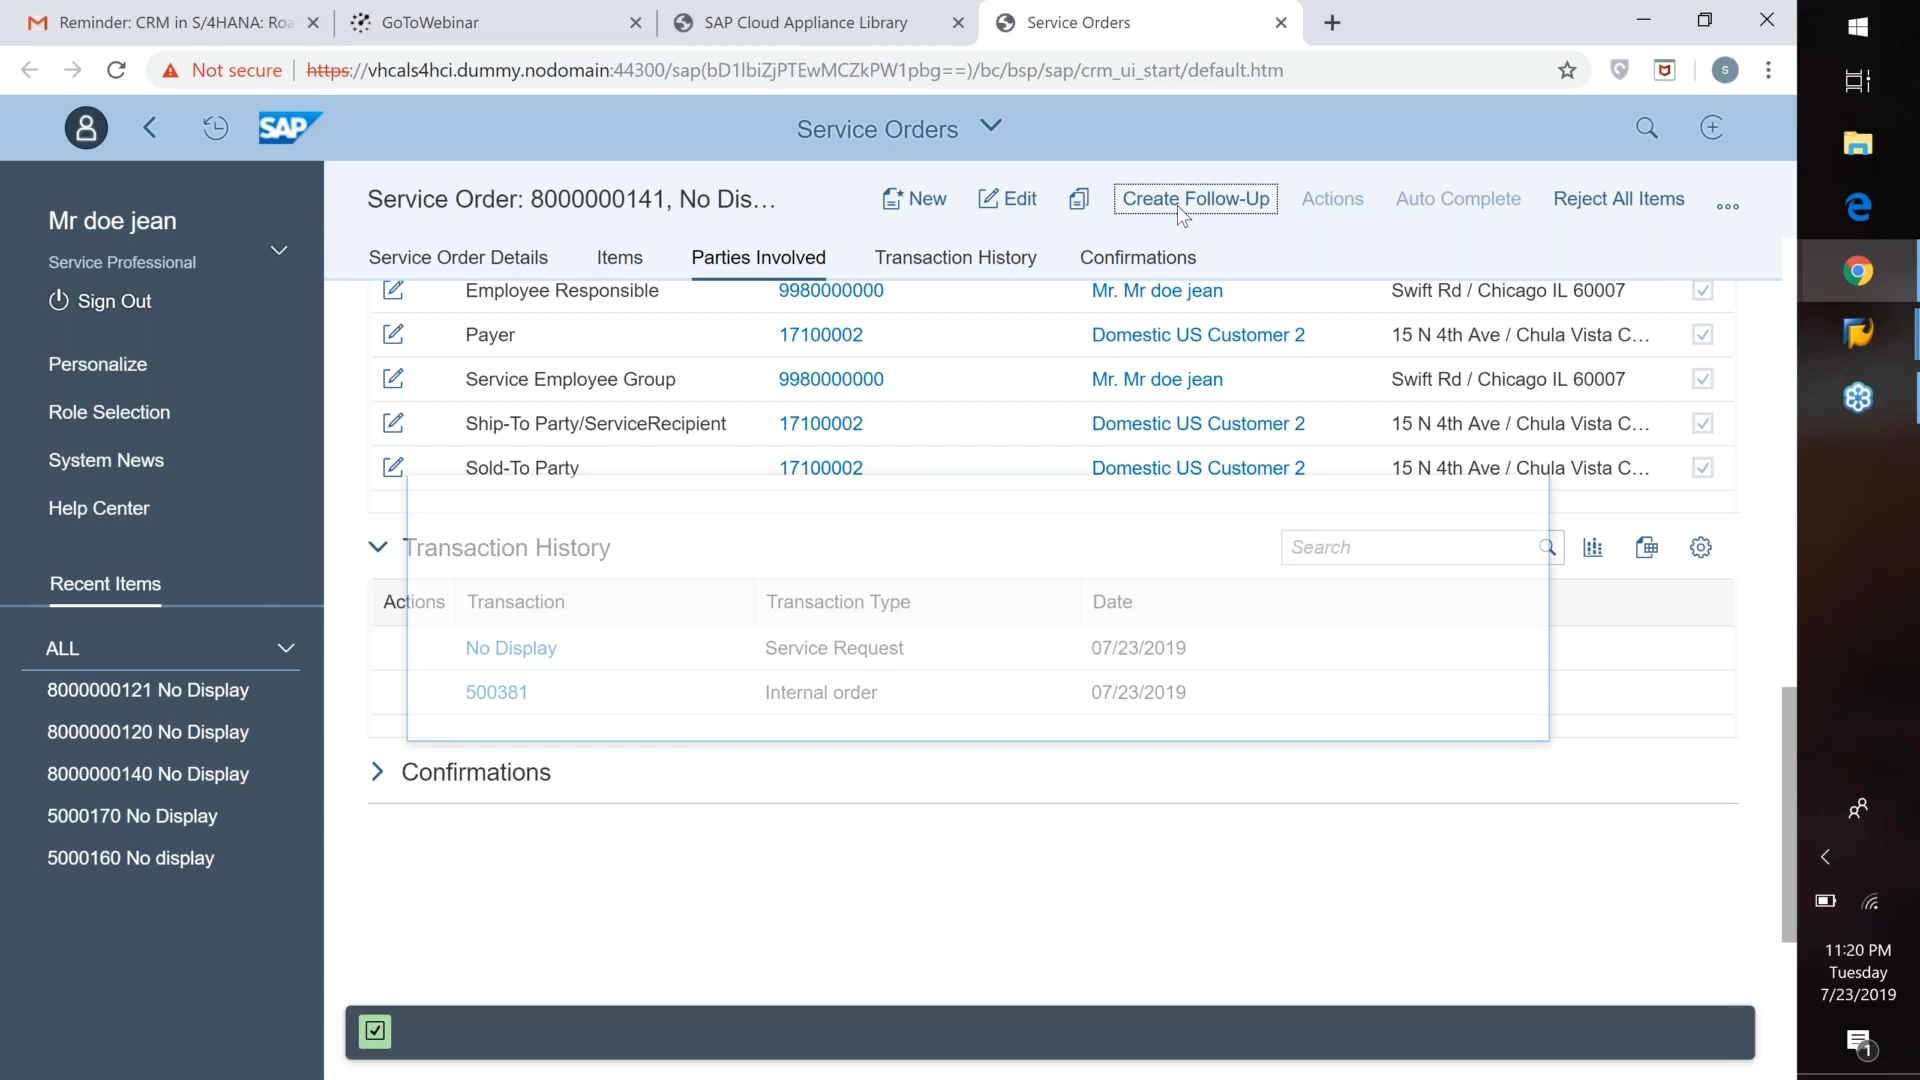 Reminder: CRM in S/4HANA: Roa
GoToWebinar
SAP Cloud Appliance Library
Service Orders
Not secure
https://vhcals4hci.dummy.nodomain:44300/sap(bD1lbiZjPTEwMCZkPW1pbg==)/bc/bsp/sap/crm_ui_start/default.htm
S
SAP
Service Orders
Mr doe jean
Service Professional
Sign Out
Personalize
Role Selection
System News
Help Center
Recent Items
ALL
8000000121 No Display
8000000120 No Display
8000000140 No Display
5000170 No Display
5000160 No display
Service Order: 8000000141, No Dis...
New
Edit
Create Follow-Up
Actions
Auto Complete
Reject All Items
Service Order Details
Items
Parties Involved
Transaction History
Confirmations
Employee Responsible 9980000000 Mr. Mr doe jean Swift Rd / Chicago IL 60007
Payer 17100002 Domestic US Customer 2 15 N 4th Ave / Chula Vista C...
Service Employee Group 9980000000 Mr. Mr doe jean Swift Rd / Chicago IL 60007
Ship-To Party/ServiceRecipient 17100002 Domestic US Customer 2 15 N 4th Ave / Chula Vista C...
Sold-To Party 17100002 Domestic US Customer 2 15 N 4th Ave / Chula Vista C...
Transaction History
Search
Actions Transaction Transaction Type Date
No Display Service Request 07/23/2019
500381 Internal order 07/23/2019
Confirmations
11:20 PM
Tuesday
7/23/2019
1